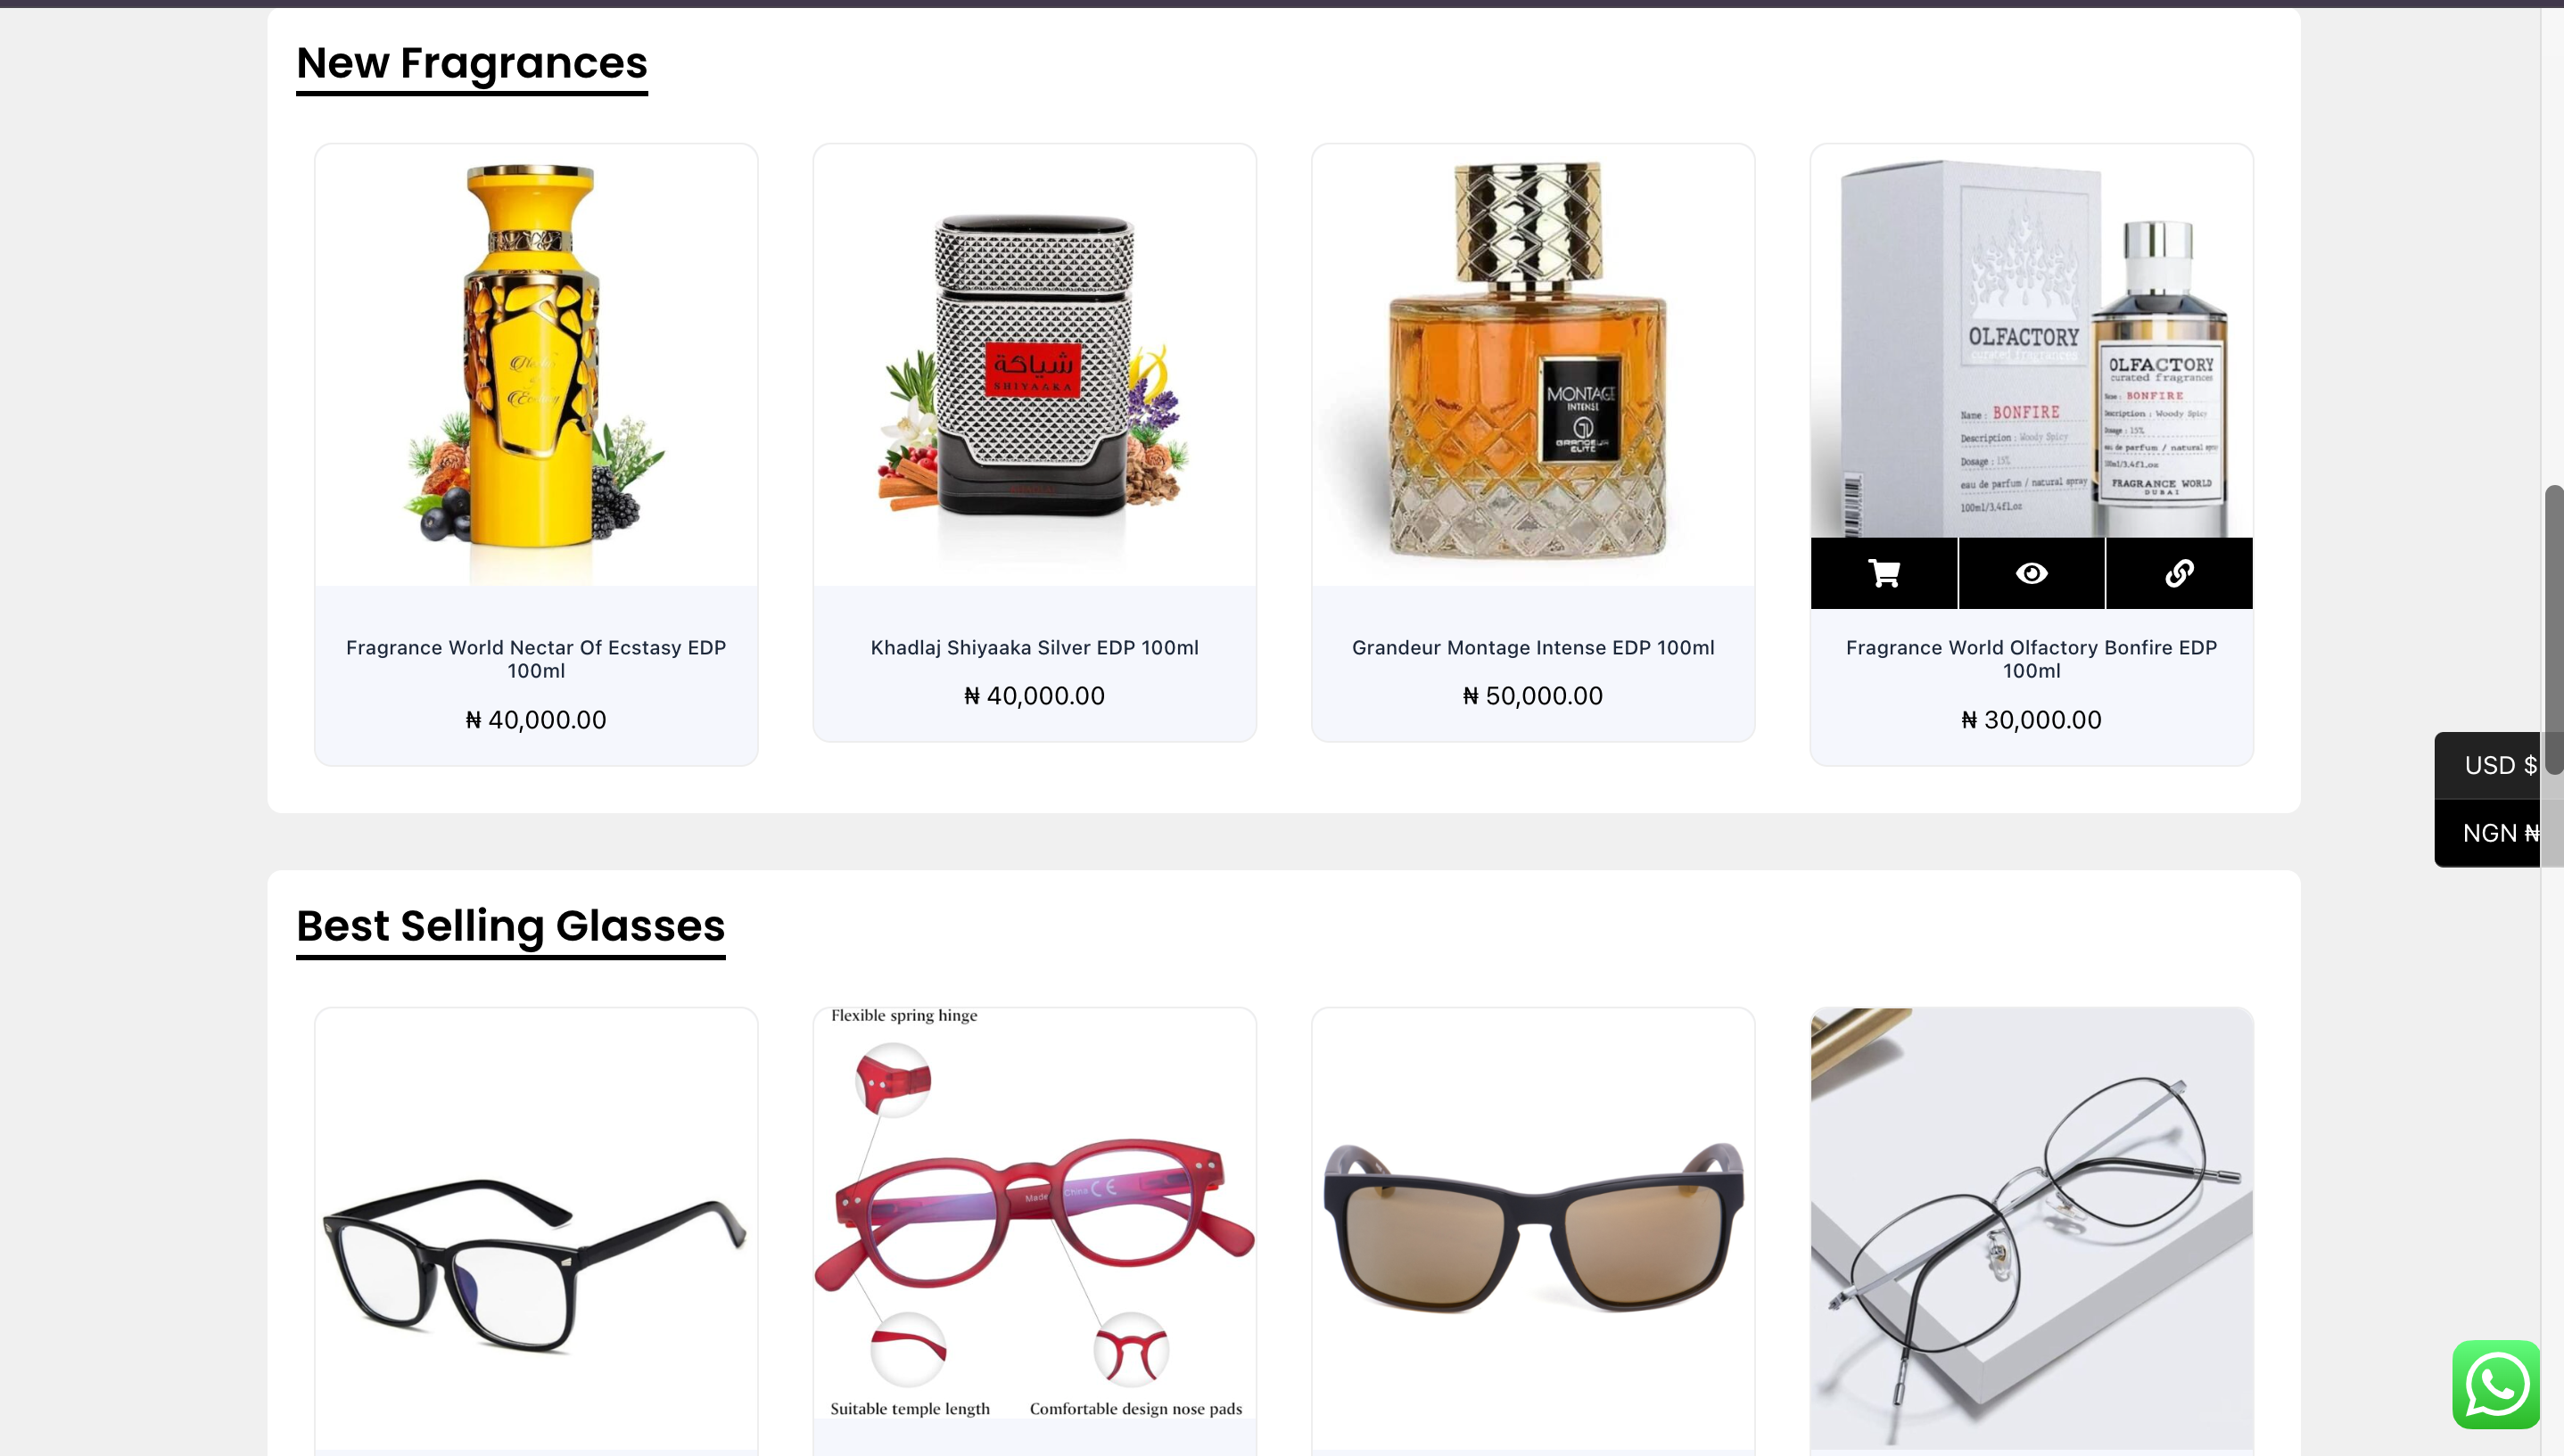 New Fragrances
شياكة
SHIYAAKA
MONTAGE
INTENSE
GRANDEUR
ELITE
OLFACTORY
curated fragrances
Name : BONFIRE
Description : Woody Spicy
Dosage : 15%
eau de parfum / natural spray
100ml/3.4fl.oz
OLFACTORY
curated fragrances
Name : BONFIRE
Description : Woody Spicy
Dosage : 15%
eau de parfum / natural spray
100ml/3.4fl.oz
FRAGRANCE WORLD
DUBAI
Fragrance World Nectar Of Ecstasy EDP
100ml
₦ 40,000.00
Khadlaj Shiyaaka Silver EDP 100ml
₦ 40,000.00
Grandeur Montage Intense EDP 100ml
₦ 50,000.00
Fragrance World Olfactory Bonfire EDP
100ml
₦ 30,000.00
USD $
NGN ₦
Best Selling Glasses
Flexible spring hinge
Made China CE
Suitable temple length
Comfortable design nose pads